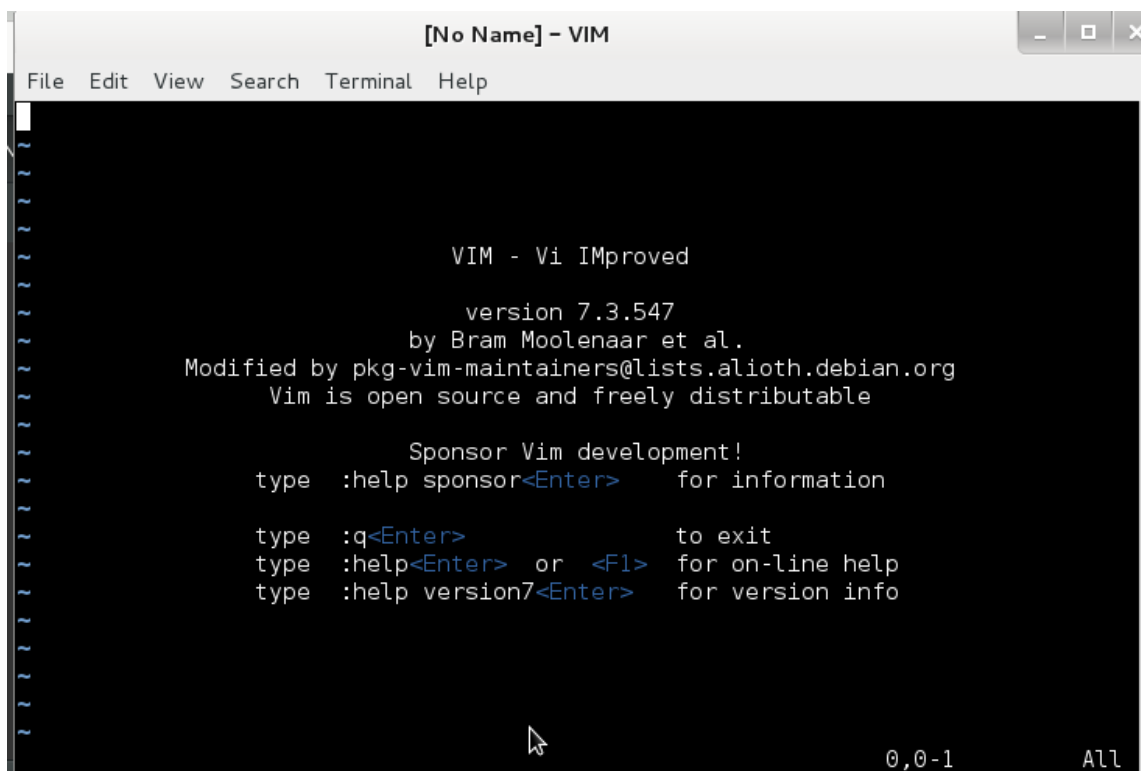 [No Name] - VIM
File Edit View Search Terminal Help
~
~
~
~
~ VIM - Vi IMproved
~
~ version 7.3.547
~ by Bram Moolenaar et al.
~ Modified by pkg-vim-maintainers@lists.alioth.debian.org
~ Vim is open source and freely distributable
~
~ Sponsor Vim development!
~ type :help sponsor<Enter> for information
~
~ type :q<Enter> to exit
~ type :help<Enter> or <F1> for on-line help
~ type :help version7<Enter> for version info
~
~
~
~
~
0,0-1 All